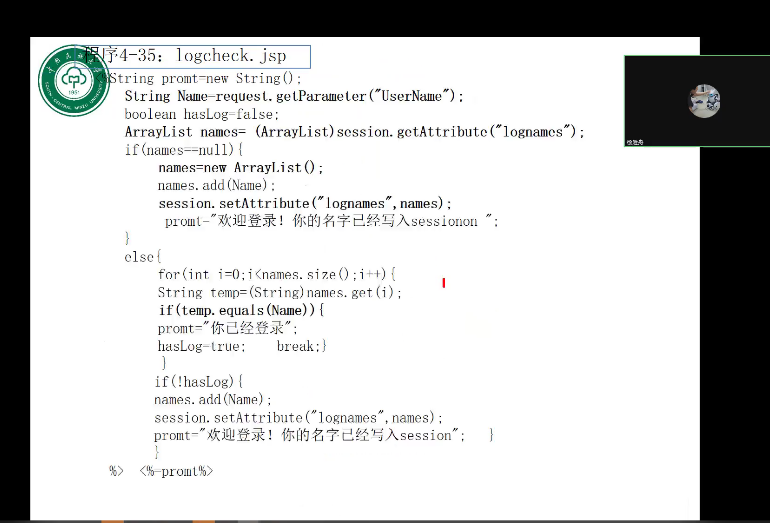 程序4-35: logcheck.jsp
String promt=new String();
String Name=request.getParameter("UserName");
boolean hasLog=false;
ArrayList names= (ArrayList)session.getAttribute("lognames");
if(names==null){
names=new ArrayList();
names.add(Name);
session.setAttribute("lognames",names);
promt="欢迎登录! 你的名字已经写入sessionon ";
}
else{
for(int i=0;i<names.size();i++){
String temp=(String)names.get(i);
if(temp.equals(Name)){
promt="你已经登录";
hasLog=true; break;}
}
if(!hasLog){
names.add(Name);
session.setAttribute("lognames",names);
promt="欢迎登录! 你的名字已经写入session"; }
}
%> <%=promt%>